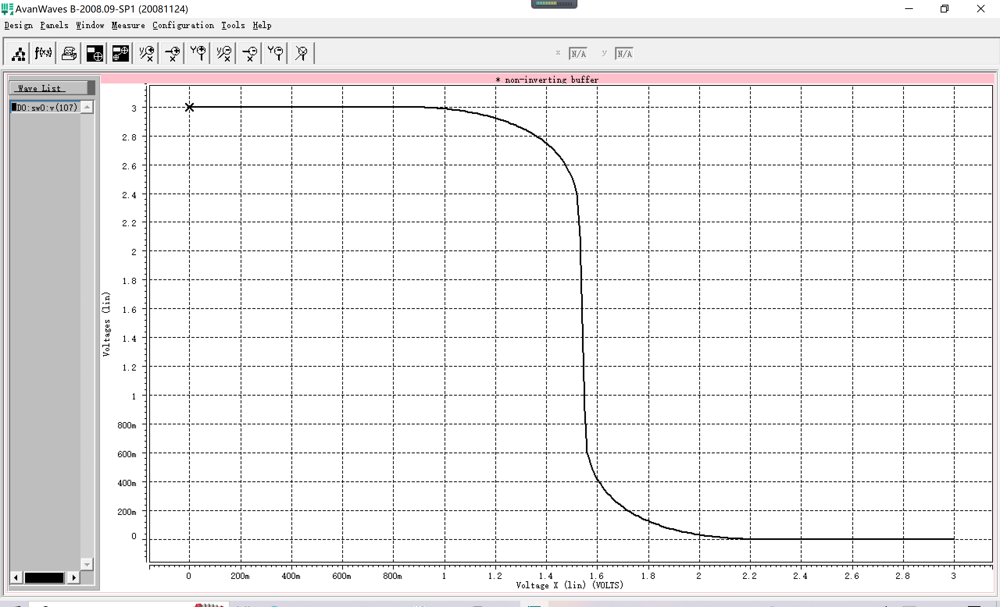 AvanWaves B-2008.09-SP1 (20081124)
Design Panels Window Measure Configuration Tools Help
f(x,y)
x N/A y N/A
* non-inverting buffer
Wave List
D0:sw0:v(107)
Voltages (lin)
3
2.8
2.6
2.4
2.2
2
1.8
1.6
1.4
1.2
1
800m
600m
400m
200m
0
0 200m 400m 600m 800m 1 1.2 1.4 1.6 1.8 2 2.2 2.4 2.6 2.8 3
Voltage X (lin) (VOLTS)